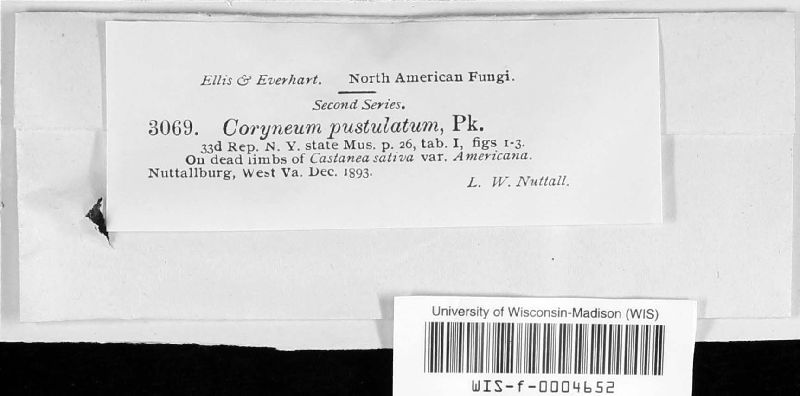 Ellis & Everhart. North American Fungi.
Second Series.
3069. Coryneum pustulatum, Pk.
33d Rep. N. Y. state Mus. p. 26, tab. I, figs 1-3.
On dead limbs of Castanea sativa var. Americana.
Nuttallburg, West Va. Dec. 1893.
L. W. Nuttall.
University of Wisconsin-Madison (WIS)
WIS-f-0004652